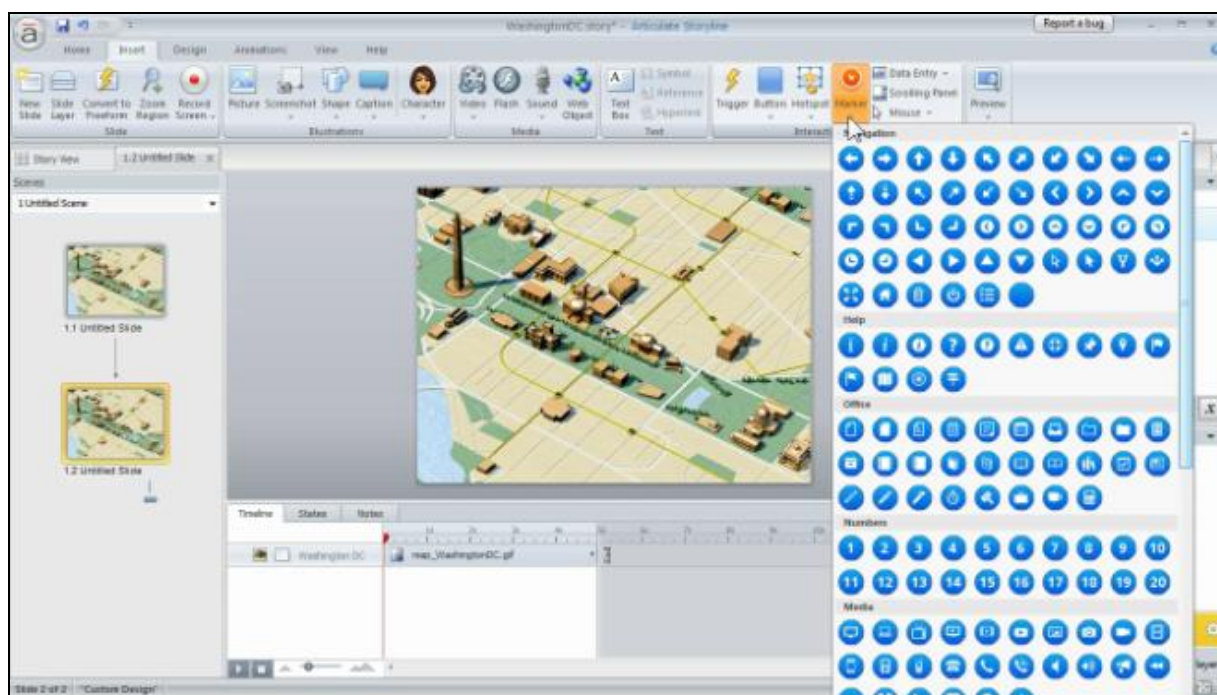 WashingtonDC.story* - Articulate Storyline
Report a bug
Home Insert Design Animations View Help
New Slide
Slide Layer
Convert to Freeform
Zoom Region
Record Screen
Picture Screenshot Shape Caption Character
Video Flash Sound Web Object
Text Box
Symbol
Reference
Hyperlink
Trigger Button Hotspot Marker
Data Entry
Scrolling Panel
Mouse
Preview
Slide
Illustrations
Media
Text
Interacti
Navigation
Story View
1.2 Untitled Slide
Scenes
1 Untitled Scene
1.1 Untitled Slide
1.2 Untitled Slide
Help
Office
Numbers
1 2 3 4 5 6 7 8 9 10
11 12 13 14 15 16 17 18 19 20
Media
Timeline States Notes
Washington DC
map_WashingtonDC.gif
Slide 2 of 2 "Custom Design"